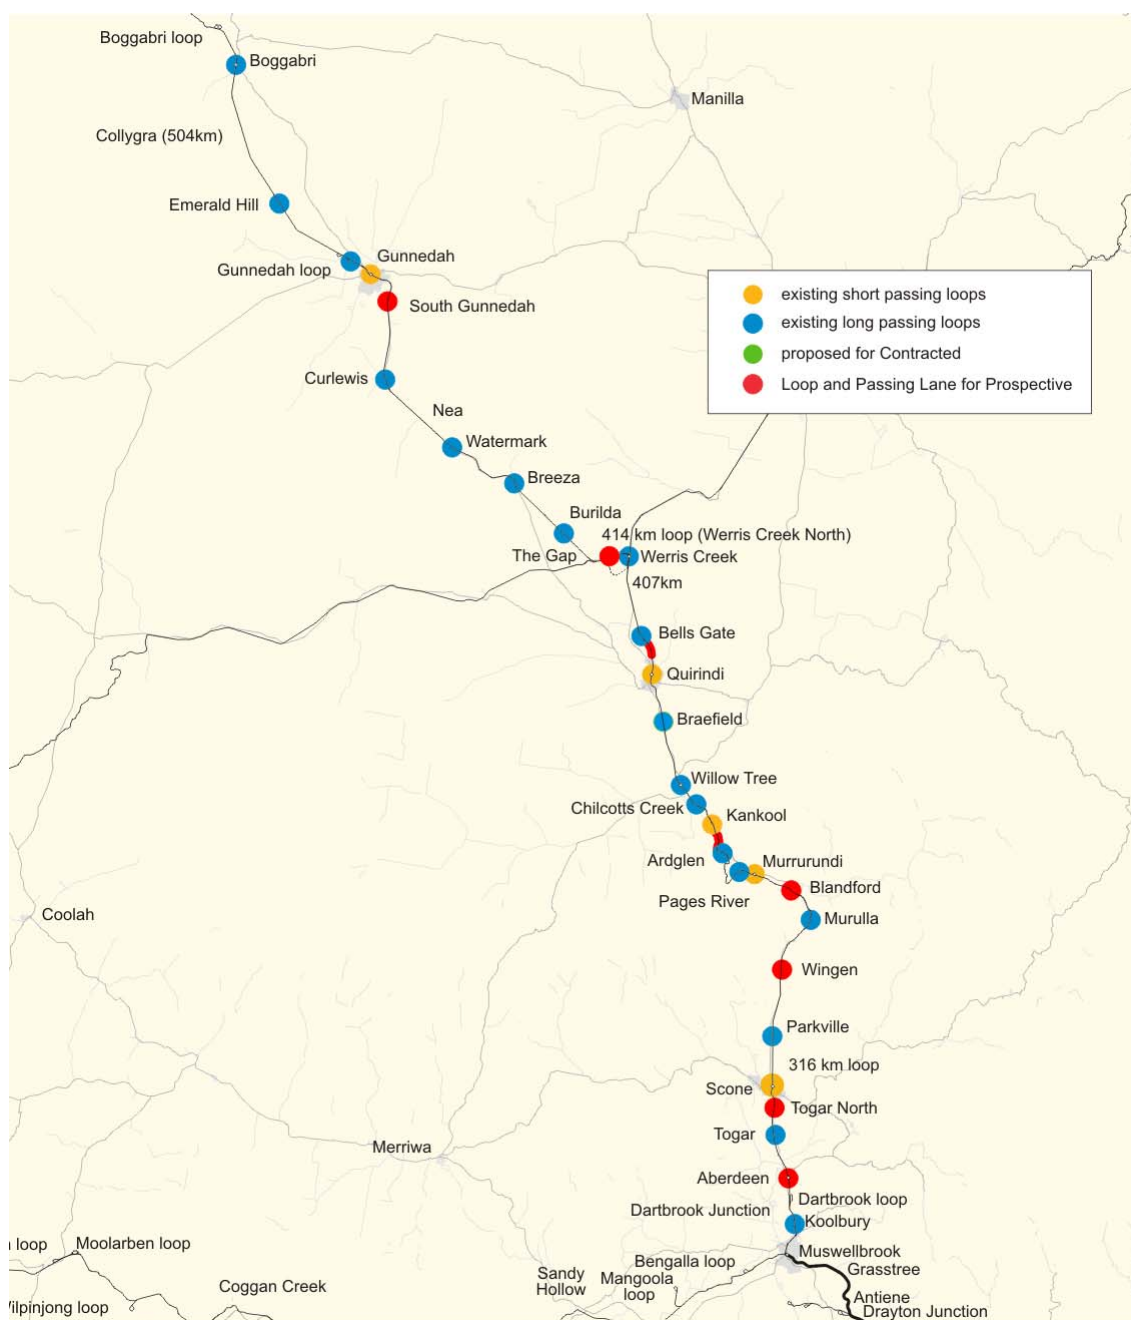 Boggabri loop
Boggabri
Manilla
Collygra (504km)
Emerald Hill
Gunnedah
Gunnedah loop
South Gunnedah
existing short passing loops
existing long passing loops
proposed for Contracted
Loop and Passing Lane for Prospective
Curlewis
Nea
Watermark
Breeza
Burilda
414 km loop (Werris Creek North)
The Gap
Werris Creek
407km
Bells Gate
Quirindi
Braefield
Willow Tree
Chilcotts Creek
Kankool
Ardglen
Murrurundi
Blandford
Pages River
Coolah
Murulla
Wingen
Parkville
316 km loop
Scone
Togar North
Togar
Merriwa
Aberdeen
Dartbrook loop
Dartbrook Junction
Koolbury
loop
Moolarben loop
Muswellbrook
Bengalla loop
Grasstree
Sandy
Hollow
Mangoola
loop
Coggan Creek
Antiene
Drayton Junction
ilpinjong loop